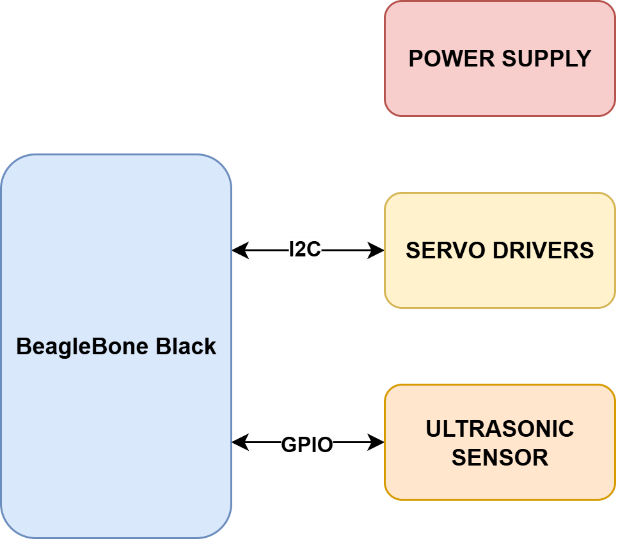 POWER SUPPLY
I2C
SERVO DRIVERS
BeagleBone Black
GPIO
ULTRASONIC
SENSOR